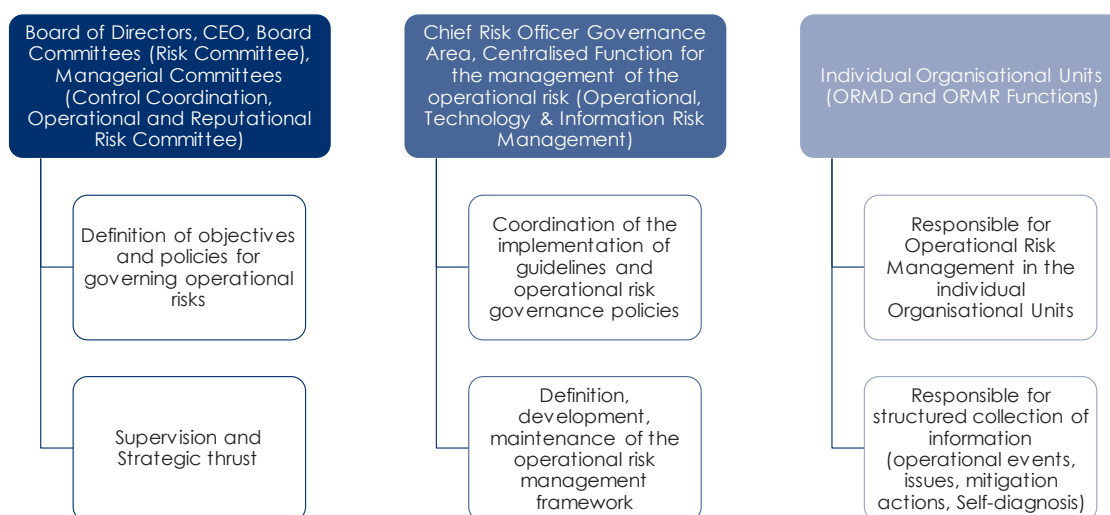 Board of Directors, CEO, Board
Committees (Risk Committee),
Managerial Committees
(Control Coordination,
Operational and Reputational
Risk Committee)
Definition of objectives
and policies for
governing operational
risks
Supervision and
Strategic thrust
Chief Risk Officer Governance
Area, Centralised Function for
the management of the
operational risk (Operational,
Technology & Information Risk
Management)
Coordination of the
implementation of
guidelines and
operational risk
governance policies
Definition,
development,
maintenance of the
operational risk
management
framework
Individual Organisational Units
(ORMD and ORMR Functions)
Responsible for
Operational Risk
Management in the
individual
Organisational Units
Responsible for
structured collection of
information
(operational events,
issues, mitigation
actions, Self-diagnosis)